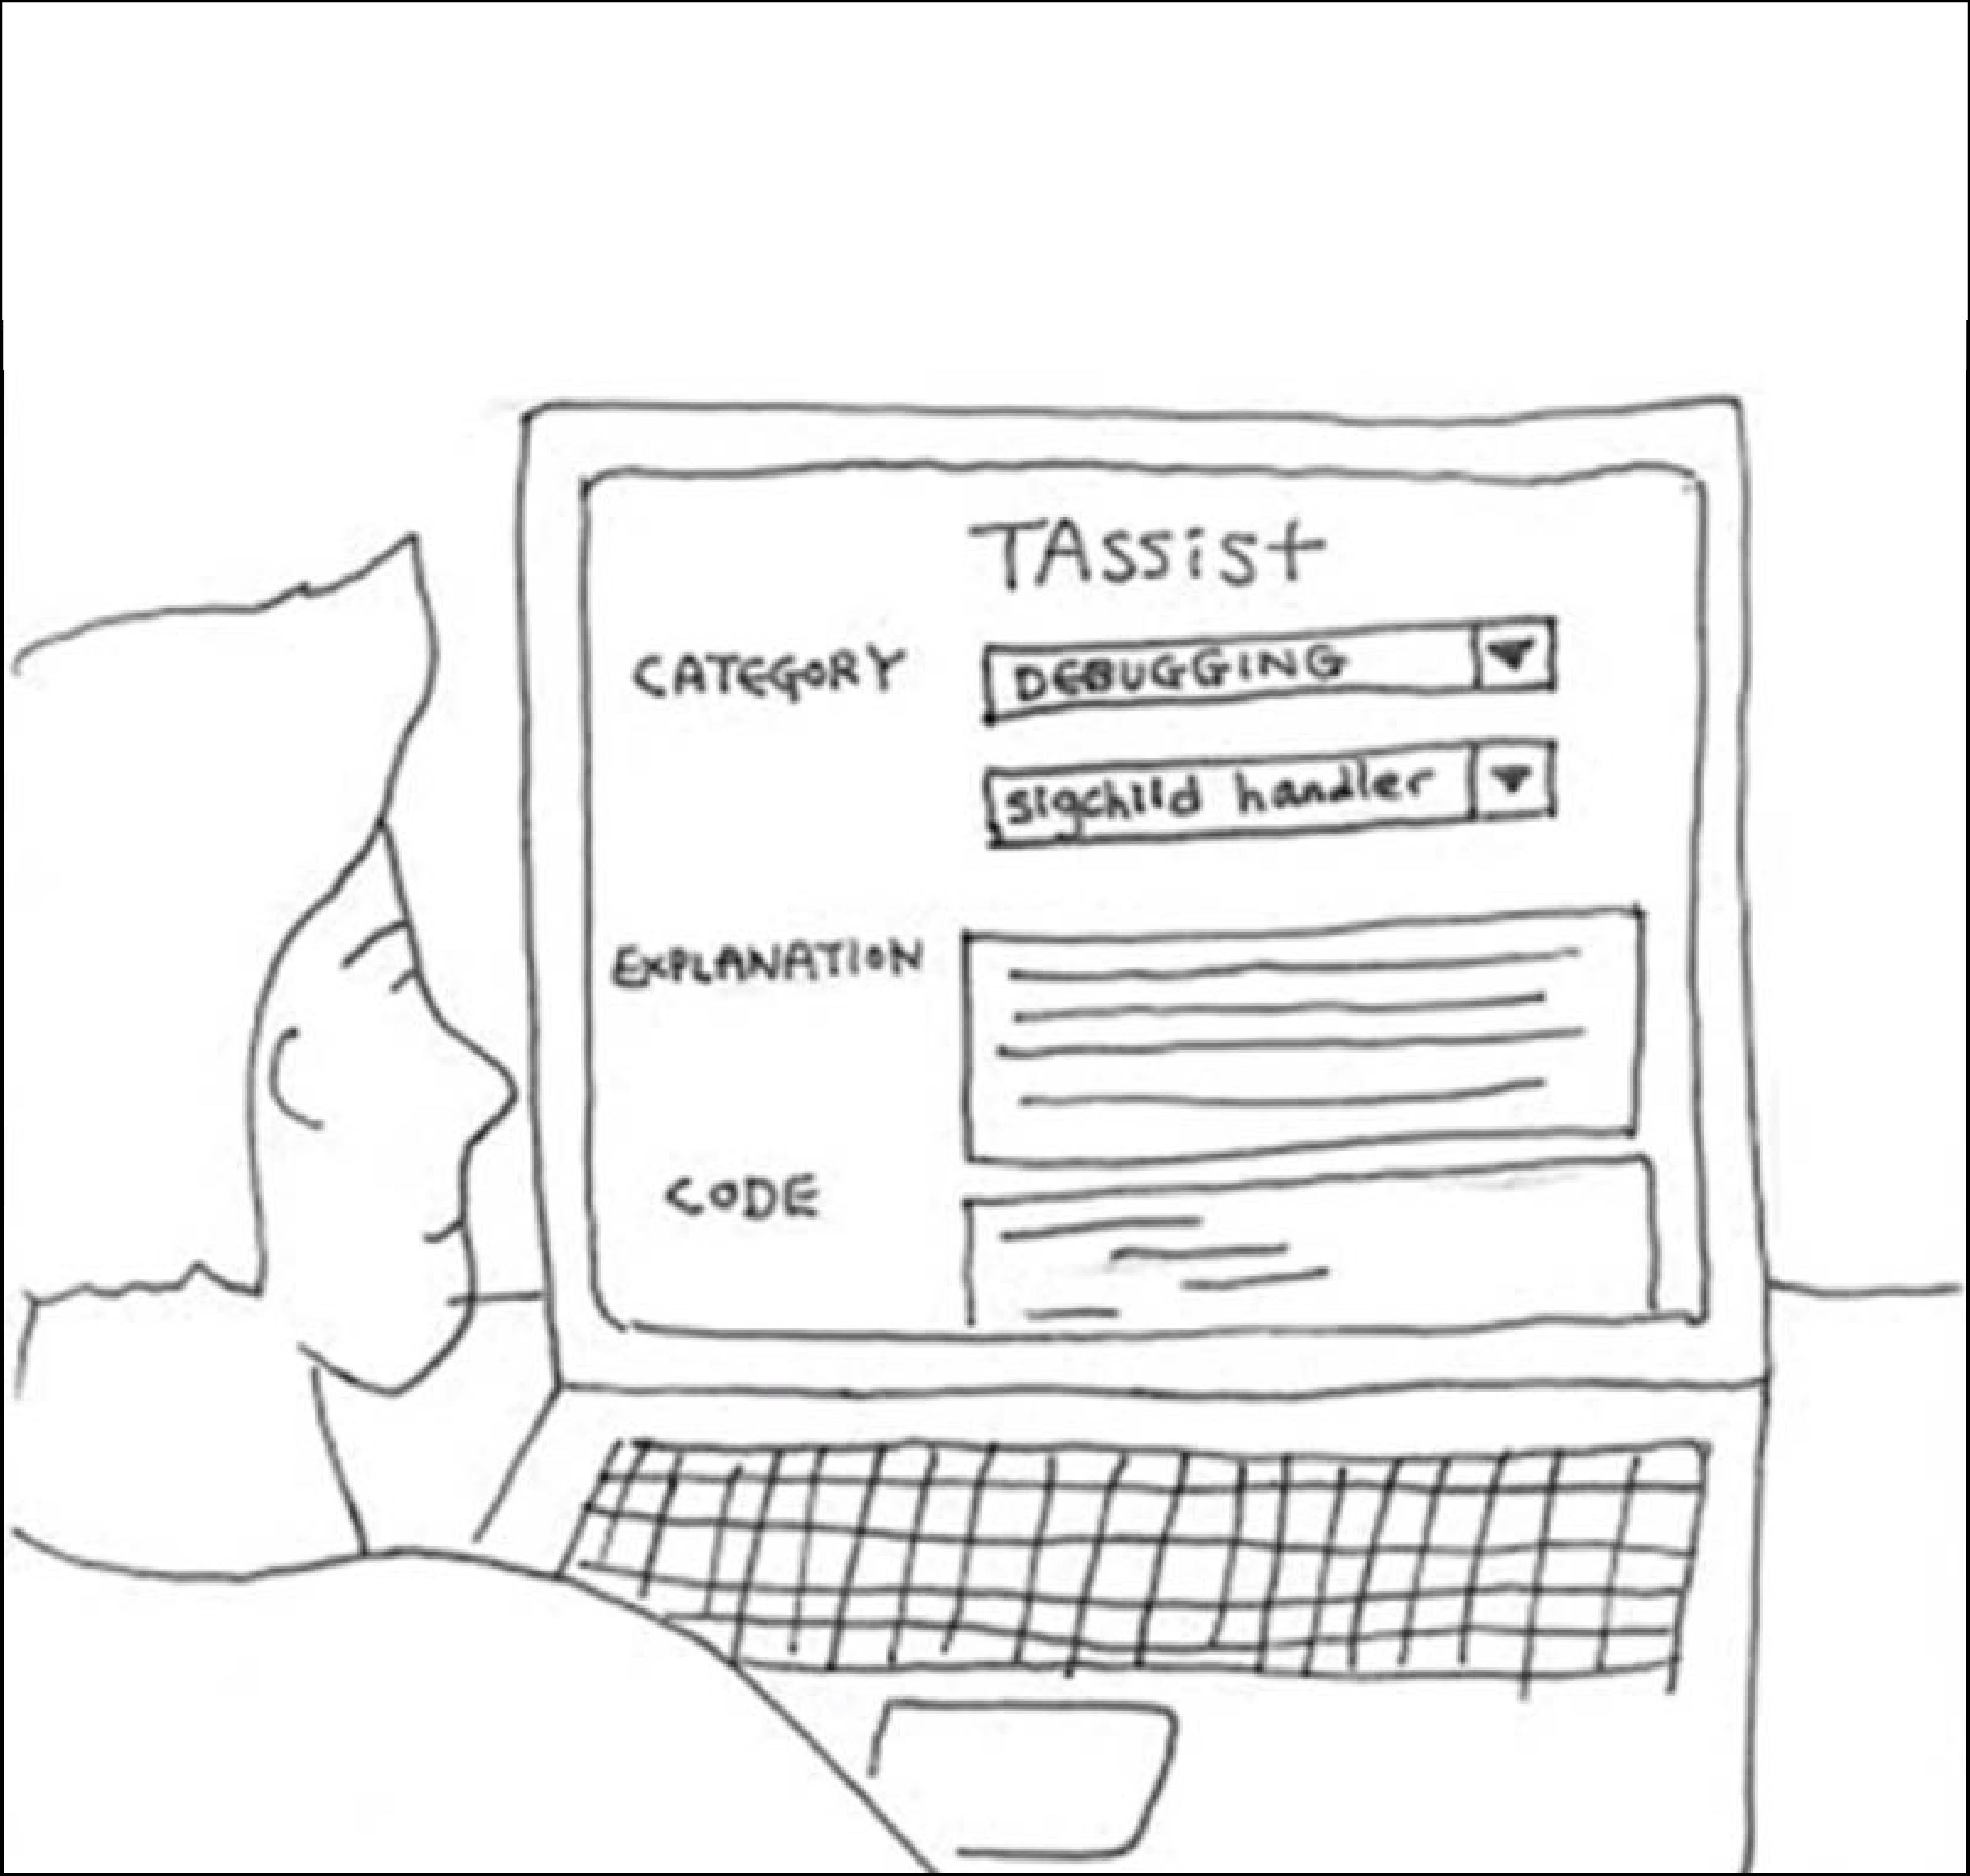 TAssist
CATEGORY DEBUGGING
sigchild handler
EXPLANATION
CODE